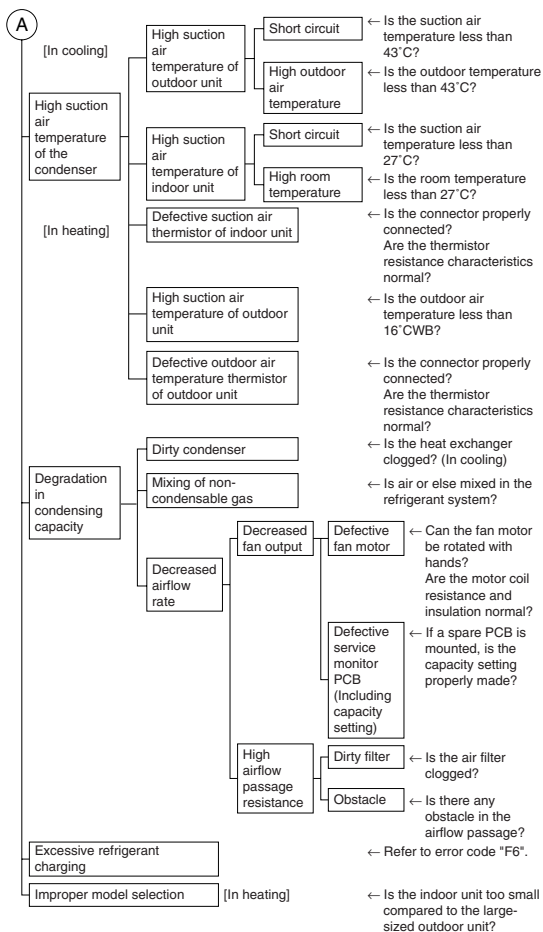 A
[In cooling]
High suction
air
temperature
of the
condenser
High suction
air
temperature of
outdoor unit
Short circuit
← Is the suction air
temperature less than
43˚C?
High outdoor
air
temperature
← Is the outdoor temperature
less than 43˚C?
High suction
air
temperature of
indoor unit
Short circuit
← Is the suction air
temperature less than
27˚C?
High room
temperature
← Is the room temperature
less than 27˚C?
[In heating]
Defective suction air
thermistor of indoor unit
← Is the connector properly
connected?
Are the thermistor
resistance characteristics
normal?
High suction air
temperature of outdoor
unit
← Is the outdoor air
temperature less than
16˚CWB?
Defective outdoor air
temperature thermistor
of outdoor unit
← Is the connector properly
connected?
Are the thermistor
resistance characteristics
normal?
Degradation
in
condensing
capacity
Dirty condenser
← Is the heat exchanger
clogged? (In cooling)
Mixing of non-
condensable gas
← Is air or else mixed in the
refrigerant system?
Decreased
airflow
rate
Decreased
fan output
Defective
fan motor
← Can the fan motor
be rotated with
hands?
Are the motor coil
resistance and
insulation normal?
Defective
service
monitor
PCB
(Including
capacity
setting)
← If a spare PCB is
mounted, is the
capacity setting
properly made?
High
airflow
passage
resistance
Dirty filter
← Is the air filter
clogged?
Obstacle
← Is there any
obstacle in the
airflow passage?
Excessive refrigerant
charging
← Refer to error code "F6".
Improper model selection
[In heating]
← Is the indoor unit too small
compared to the large-
sized outdoor unit?